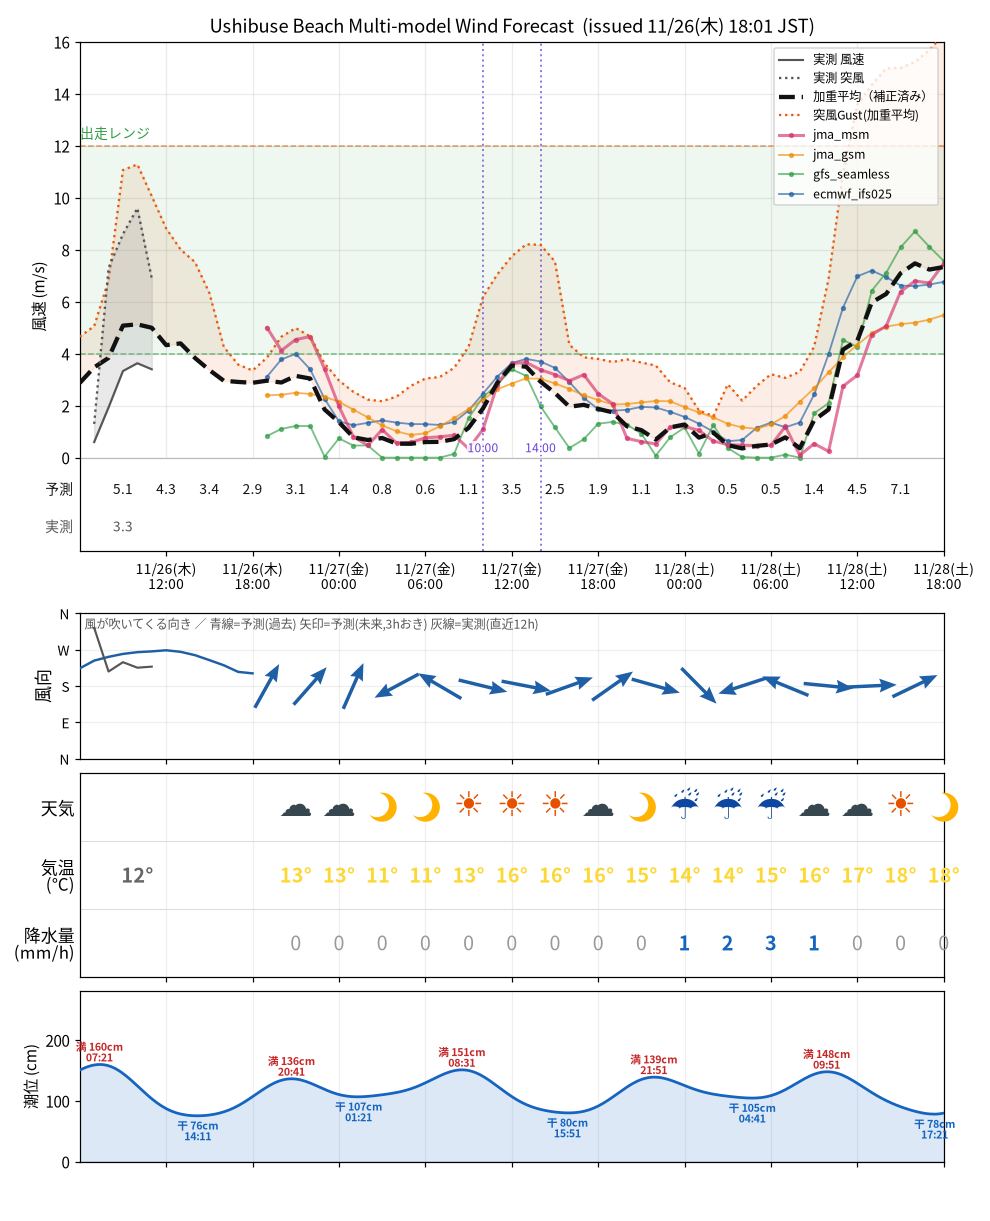 Ushibuse Beach Multi-model Wind Forecast (issued 11/26(木) 18:01 JST)
風速 (m/s)
16
14
12
10
8
6
4
2
0
出走レンジ
実測 風速
実測 突風
加重平均（補正済み）
突風Gust(加重平均)
jma_msm
jma_gsm
gfs_seamless
ecmwf_ifs025
10:00 14:00
予測 5.1 4.3 3.4 2.9 3.1 1.4 0.8 0.6 1.1 3.5 2.5 1.9 1.1 1.3 0.5 0.5 1.4 4.5 7.1
実測 3.3
11/26(木) 11/26(木) 11/27(金) 11/27(金) 11/27(金) 11/27(金) 11/28(土) 11/28(土) 11/28(土) 11/28(土)
12:00 18:00 00:00 06:00 12:00 18:00 00:00 06:00 12:00 18:00
風向
N
W
S
E
N
風が吹いてくる向き ／ 青線=予測(過去) 矢印=予測(未来,3hおき) 灰線=実測(直近12h)
天気
気温
(°C)
12° 13° 13° 11° 11° 13° 16° 16° 16° 15° 14° 14° 15° 16° 17° 18° 18°
降水量
(mm/h)
0 0 0 0 0 0 0 0 0 1 2 3 1 0 0 0
潮位 (cm)
200
100
0
満 160cm
07:21
干 76cm
14:11
満 136cm
20:41
干 107cm
01:21
満 151cm
08:31
干 80cm
15:51
満 139cm
21:51
干 105cm
04:41
満 148cm
09:51
干 78cm
17:21